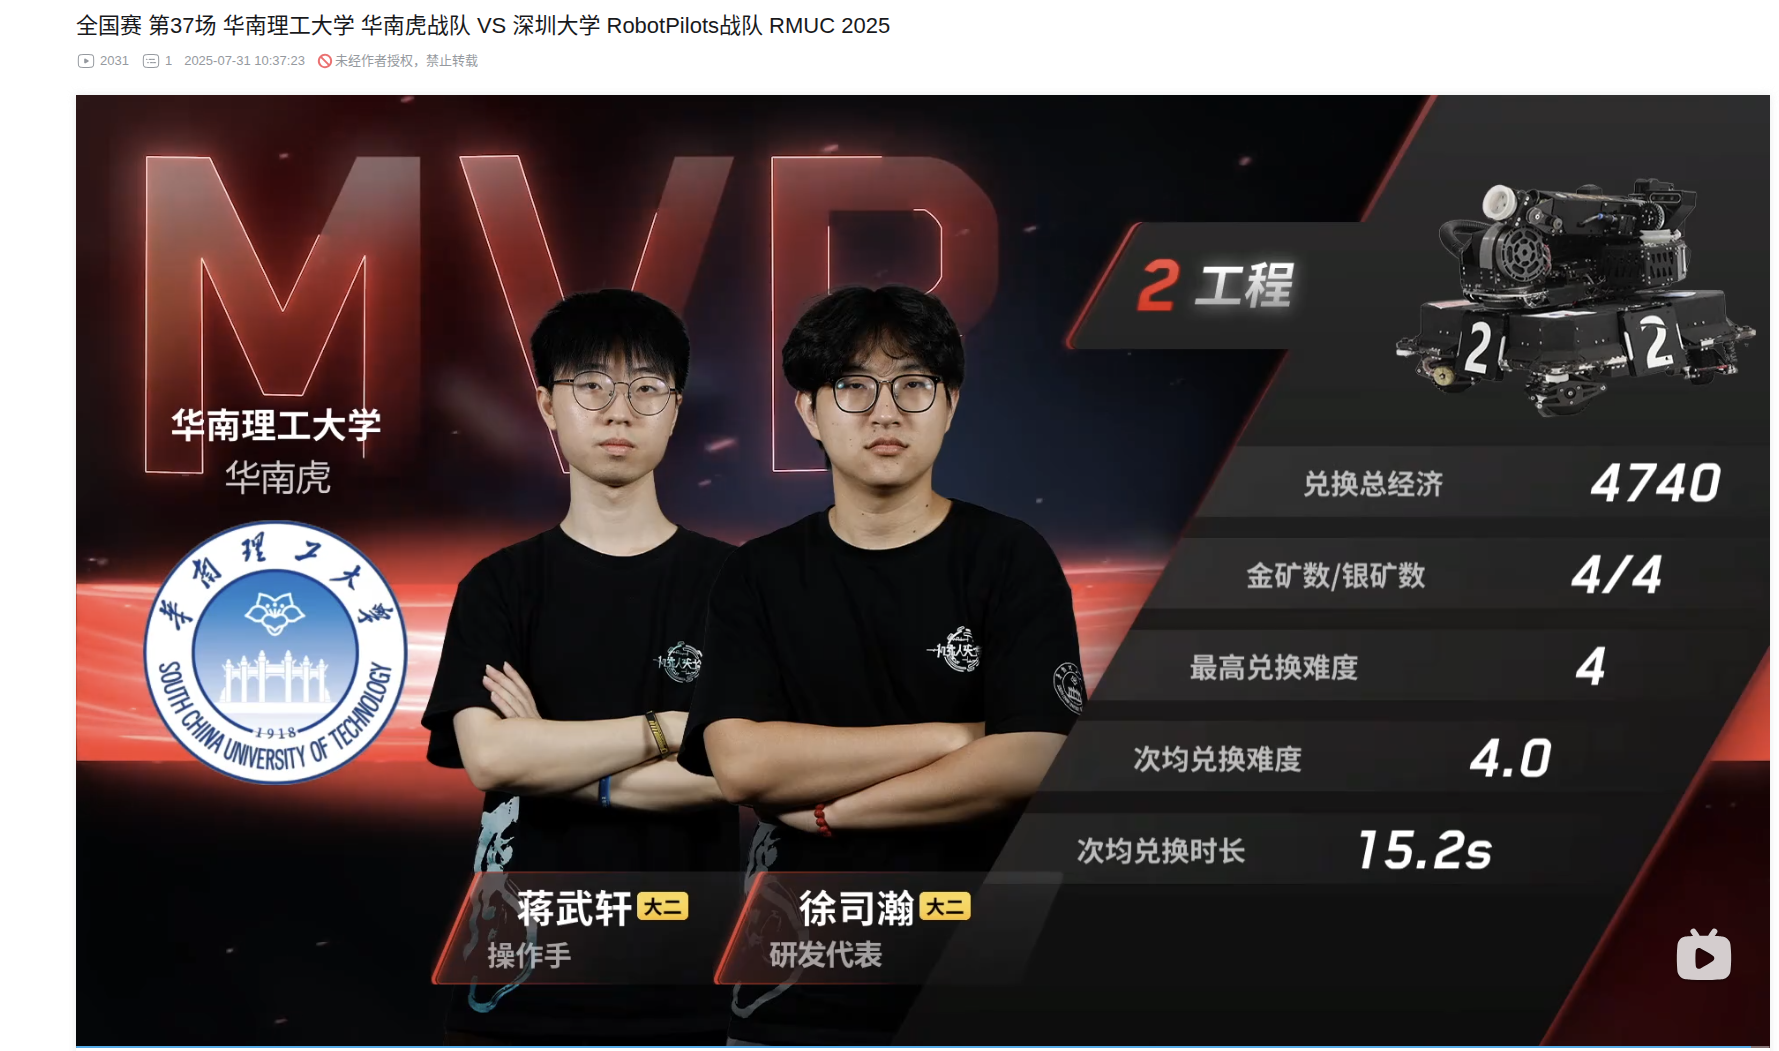 全国赛 第37场 华南理工大学 华南虎战队 VS 深圳大学 RobotPilots战队 RMUC 2025
2031 1 2025-07-31 10:37:23 未经作者授权，禁止转载
MVP
2 工程
2 2
华南理工大学
华南虎
华南理工大学
1918
SOUTH CHINA UNIVERSITY OF TECHNOLOGY
兑换总经济 4740
金矿数/银矿数 4/4
最高兑换难度 4
次均兑换难度 4.0
次均兑换时长 15.2s
蒋武轩 大二
操作手
徐司瀚 大二
研发代表